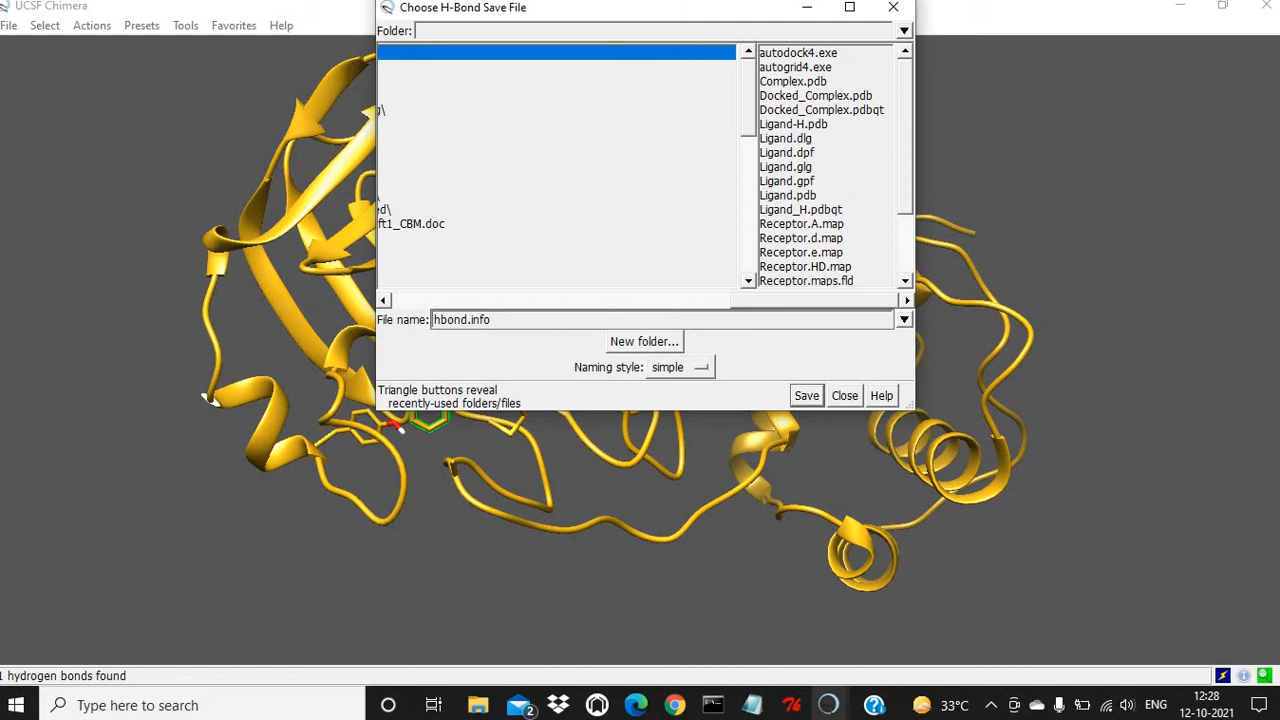 UCSF Chimera
File Select Actions Presets Tools Favorites Help
Choose H-Bond Save File
Folder:
autodock4.exe
autogrid4.exe
Complex.pdb
Docked_Complex.pdb
g\ Docked_Complex.pdbqt
Ligand-H.pdb
Ligand.dlg
Ligand.dpf
Ligand.glg
Ligand.gpf
\ Ligand.pdb
ed\ Ligand_H.pdbqt
ft1_CBM.doc Receptor.A.map
Receptor.d.map
Receptor.e.map
Receptor.HD.map
Receptor.maps.fld
File name: hbond.info
New folder...
Naming style: simple
Triangle buttons reveal
recently-used folders/files
Save Close Help
1 hydrogen bonds found
Type here to search
2
33°C
ENG
12:28
12-10-2021